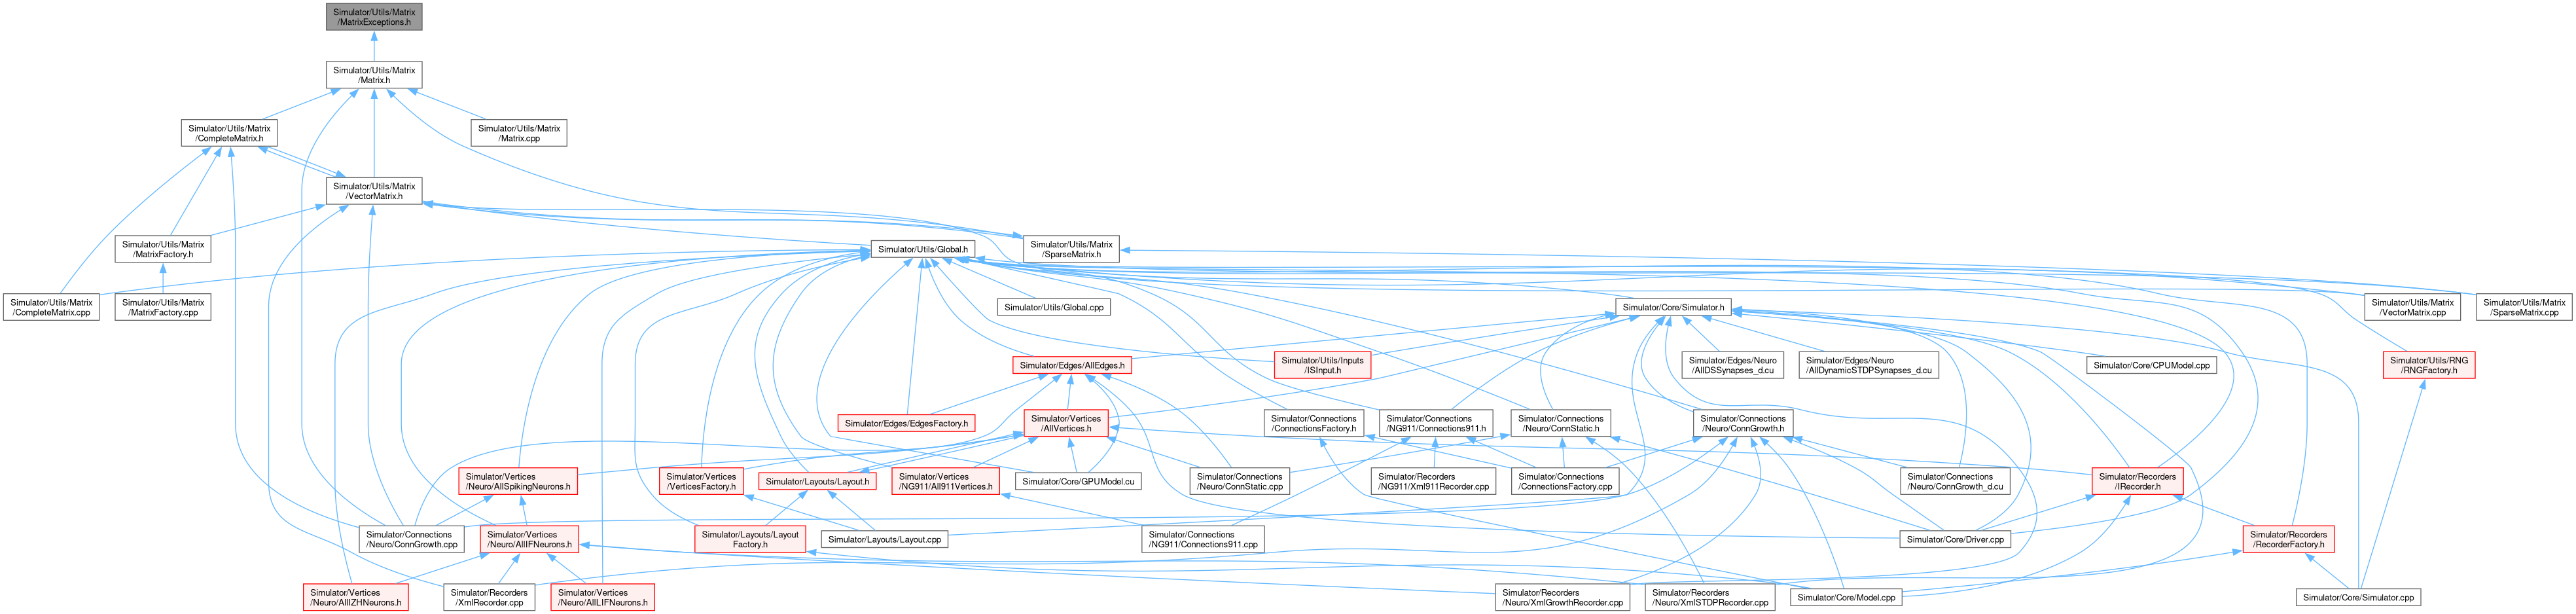 Simulator/Utils/Matrix
/MatrixExceptions.h
Simulator/Utils/Matrix
/Matrix.h
Simulator/Utils/Matrix
/CompleteMatrix.h
Simulator/Utils/Matrix
/Matrix.cpp
Simulator/Utils/Matrix
/VectorMatrix.h
Simulator/Utils/Matrix
/MatrixFactory.h
Simulator/Utils/Global.h
Simulator/Utils/Matrix
/SparseMatrix.h
Simulator/Utils/Matrix
/CompleteMatrix.cpp
Simulator/Utils/Matrix
/MatrixFactory.cpp
Simulator/Utils/Global.cpp
Simulator/Core/Simulator.h
Simulator/Utils/Matrix
/VectorMatrix.cpp
Simulator/Utils/Matrix
/SparseMatrix.cpp
Simulator/Edges/AllEdges.h
Simulator/Utils/Inputs
/ISInput.h
Simulator/Edges/Neuro
/AllDSSynapses_d.cu
Simulator/Edges/Neuro
/AllDynamicSTDPSynapses_d.cu
Simulator/Core/CPUModel.cpp
Simulator/Utils/RNG
/RNGFactory.h
Simulator/Edges/EdgesFactory.h
Simulator/Vertices
/AllVertices.h
Simulator/Connections
/ConnectionsFactory.h
Simulator/Connections
/NG911/Connections911.h
Simulator/Connections
/Neuro/ConnStatic.h
Simulator/Connections
/Neuro/ConnGrowth.h
Simulator/Vertices
/Neuro/AllSpikingNeurons.h
Simulator/Vertices
/VerticesFactory.h
Simulator/Layouts/Layout.h
Simulator/Vertices
/NG911/All911Vertices.h
Simulator/Core/GPUModel.cu
Simulator/Connections
/Neuro/ConnStatic.cpp
Simulator/Recorders
/NG911/Xml911Recorder.cpp
Simulator/Connections
/ConnectionsFactory.cpp
Simulator/Connections
/Neuro/ConnGrowth_d.cu
Simulator/Recorders
/IRecorder.h
Simulator/Connections
/Neuro/ConnGrowth.cpp
Simulator/Vertices
/Neuro/AllIFNeurons.h
Simulator/Layouts/Layout
Factory.h
Simulator/Layouts/Layout.cpp
Simulator/Connections
/NG911/Connections911.cpp
Simulator/Core/Driver.cpp
Simulator/Recorders
/RecorderFactory.h
Simulator/Vertices
/Neuro/AllIZHNeurons.h
Simulator/Recorders
/XmlRecorder.cpp
Simulator/Vertices
/Neuro/AllLIFNeurons.h
Simulator/Recorders
/Neuro/XmlGrowthRecorder.cpp
Simulator/Recorders
/Neuro/XmlSTDPRecorder.cpp
Simulator/Core/Model.cpp
Simulator/Core/Simulator.cpp